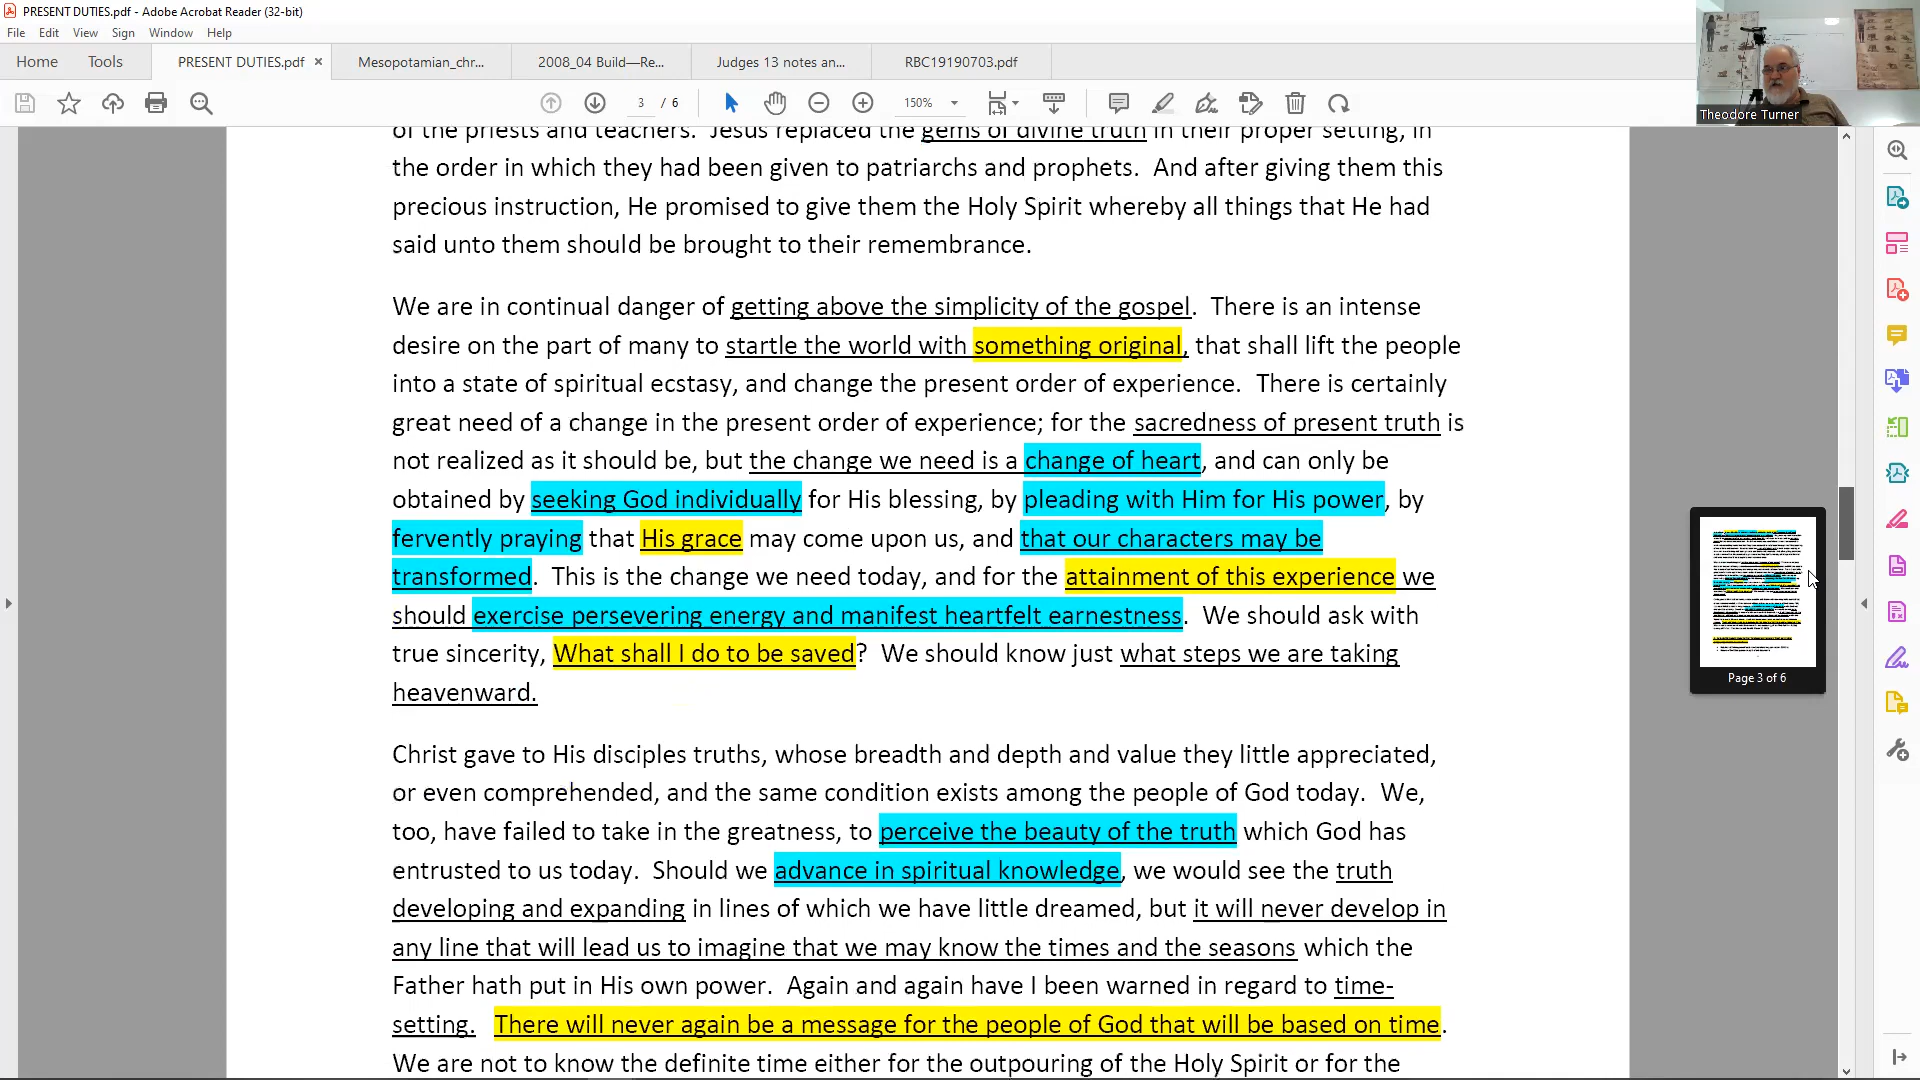 PRESENT DUTIES.pdf - Adobe Acrobat Reader (32-bit)
File Edit View Sign Window Help
Home Tools PRESENT DUTIES.pdf × Mesopotamian_chr... 2008_04 Build—Re... Judges 13 notes an... RBC19190703.pdf
3 / 6 150%
Theodore Turner
of the priests and teachers. Jesus replaced the gems of divine truth in their proper setting, in
the order in which they had been given to patriarchs and prophets. And after giving them this
precious instruction, He promised to give them the Holy Spirit whereby all things that He had
said unto them should be brought to their remembrance.
We are in continual danger of getting above the simplicity of the gospel. There is an intense
desire on the part of many to startle the world with something original, that shall lift the people
into a state of spiritual ecstasy, and change the present order of experience. There is certainly
great need of a change in the present order of experience; for the sacredness of present truth is
not realized as it should be, but the change we need is a change of heart, and can only be
obtained by seeking God individually for His blessing, by pleading with Him for His power, by
fervently praying that His grace may come upon us, and that our characters may be
transformed. This is the change we need today, and for the attainment of this experience we
should exercise persevering energy and manifest heartfelt earnestness. We should ask with
true sincerity, What shall I do to be saved? We should know just what steps we are taking
heavenward.
Christ gave to His disciples truths, whose breadth and depth and value they little appreciated,
or even comprehended, and the same condition exists among the people of God today. We,
too, have failed to take in the greatness, to perceive the beauty of the truth which God has
entrusted to us today. Should we advance in spiritual knowledge, we would see the truth
developing and expanding in lines of which we have little dreamed, but it will never develop in
any line that will lead us to imagine that we may know the times and the seasons which the
Father hath put in His own power. Again and again have I been warned in regard to time-
setting. There will never again be a message for the people of God that will be based on time.
We are not to know the definite time either for the outpouring of the Holy Spirit or for the
Page 3 of 6